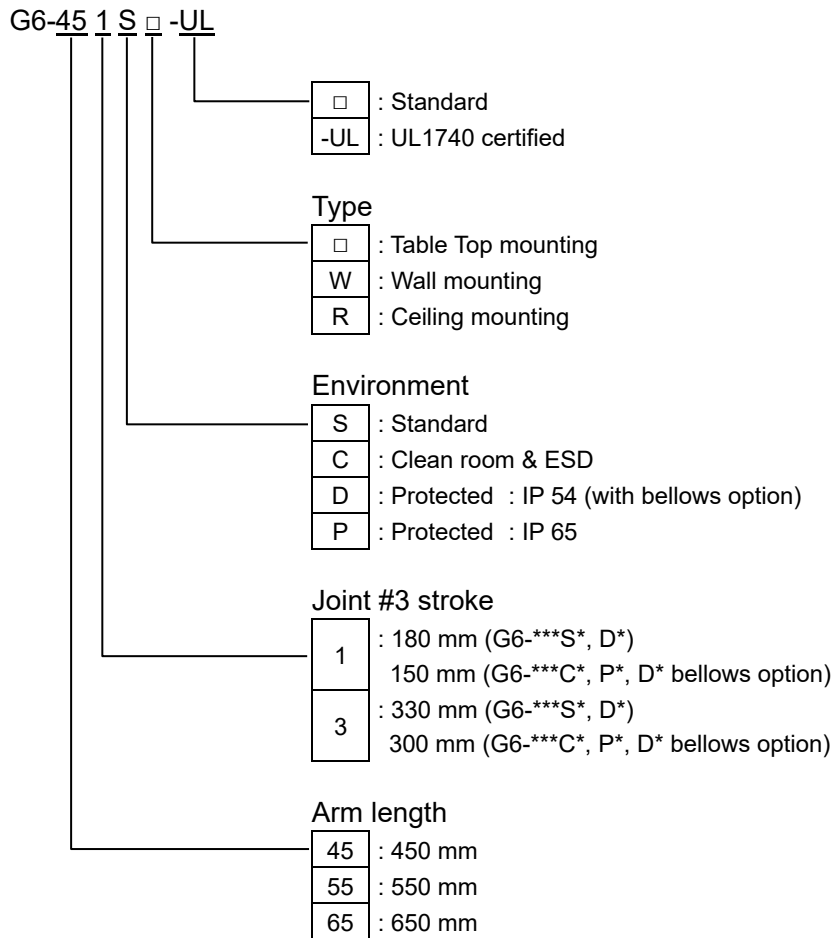 G6-45 1 S □ -UL
□ : Standard
-UL : UL1740 certified
Type
□ : Table Top mounting
W : Wall mounting
R : Ceiling mounting
Environment
S : Standard
C : Clean room & ESD
D : Protected : IP 54 (with bellows option)
P : Protected : IP 65
Joint #3 stroke
1 : 180 mm (G6-***S*, D*)
150 mm (G6-***C*, P*, D* bellows option)
3 : 330 mm (G6-***S*, D*)
300 mm (G6-***C*, P*, D* bellows option)
Arm length
45 : 450 mm
55 : 550 mm
65 : 650 mm